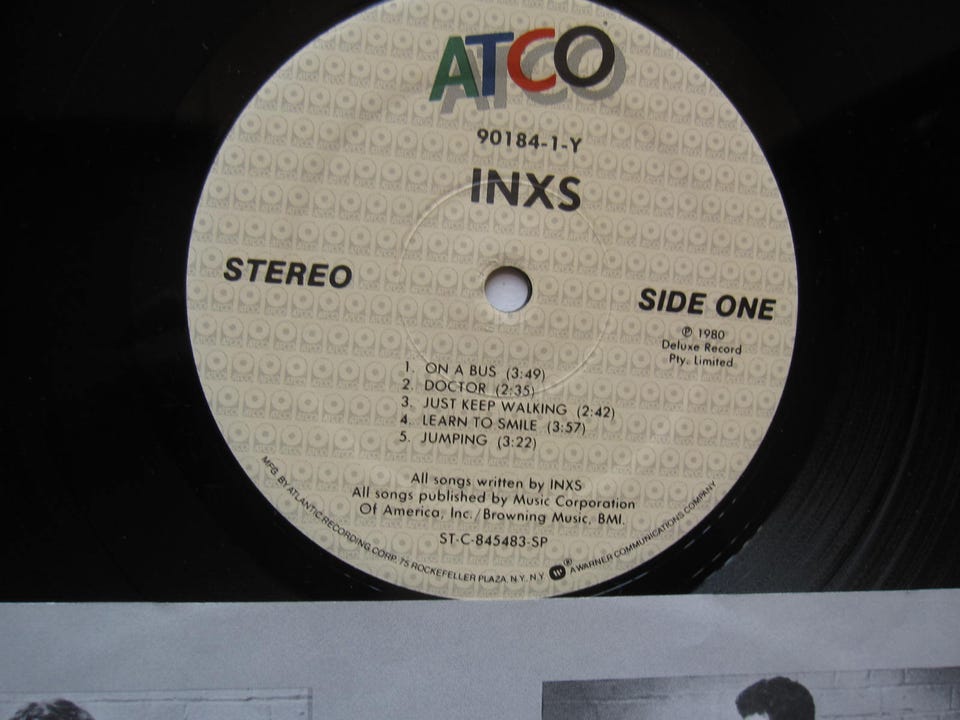 ATCO
90184-1-Y
INXS
STEREO
SIDE ONE
℗ 1980
Deluxe Record
Pty. Limited
1. ON A BUS (3:49)
2. DOCTOR (2:35)
3. JUST KEEP WALKING (2:42)
4. LEARN TO SMILE (3:57)
5. JUMPING (3:22)
All songs written by INXS
All songs published by Music Corporation
Of America, Inc./Browning Music, BMI.
ST-C-845483-SP
MFG. BY ATLANTIC RECORDING CORP. 75 ROCKEFELLER PLAZA, N.Y. N.Y. ® A WARNER COMMUNICATIONS COMPANY